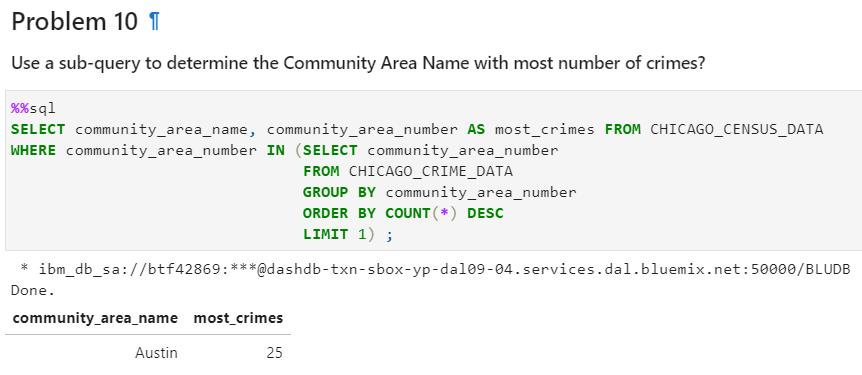 Problem 10 ¶
Use a sub-query to determine the Community Area Name with most number of crimes?
%%sql
SELECT community_area_name, community_area_number AS most_crimes FROM CHICAGO_CENSUS_DATA
WHERE community_area_number IN (SELECT community_area_number
FROM CHICAGO_CRIME_DATA
GROUP BY community_area_number
ORDER BY COUNT(*) DESC
LIMIT 1) ;
* ibm_db_sa://btf42869:***@dashdb-txn-sbox-yp-dal09-04.services.dal.bluemix.net:50000/BLUDB
Done.
community_area_name most_crimes
Austin 25